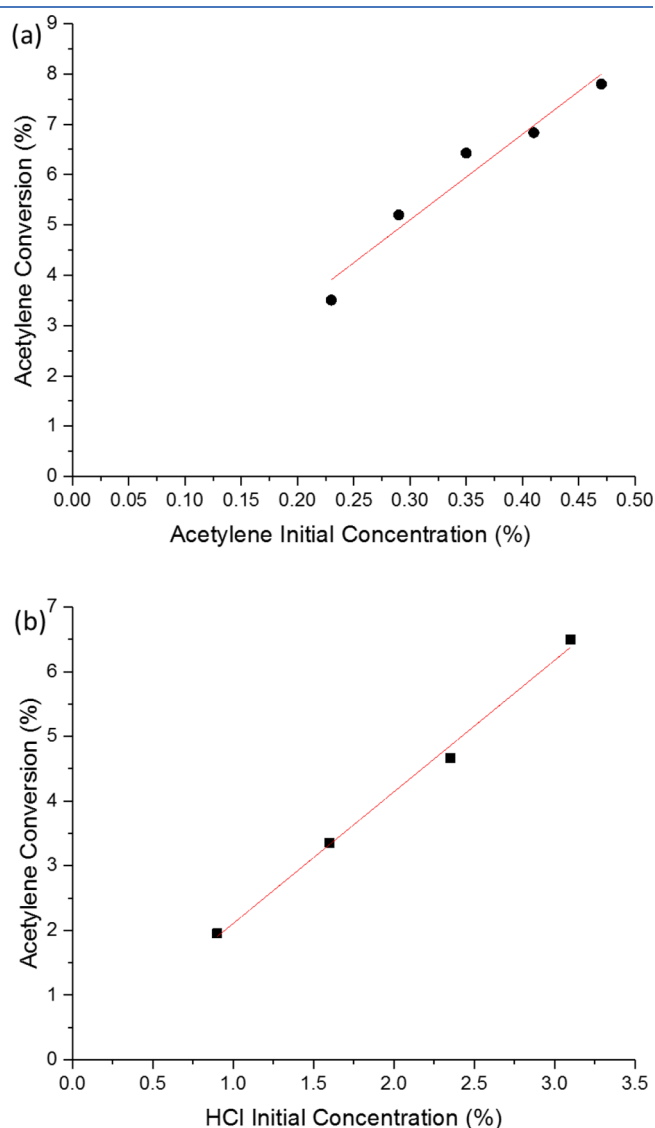 (a)
9
8
7
6
5
4
3
2
1
0
Acetylene Conversion (%)
0.00 0.05 0.10 0.15 0.20 0.25 0.30 0.35 0.40 0.45 0.50
Acetylene Initial Concentration (%)
(b)
7
6
5
4
3
2
1
0
Acetylene Conversion (%)
0.0 0.5 1.0 1.5 2.0 2.5 3.0 3.5
HCl Initial Concentration (%)